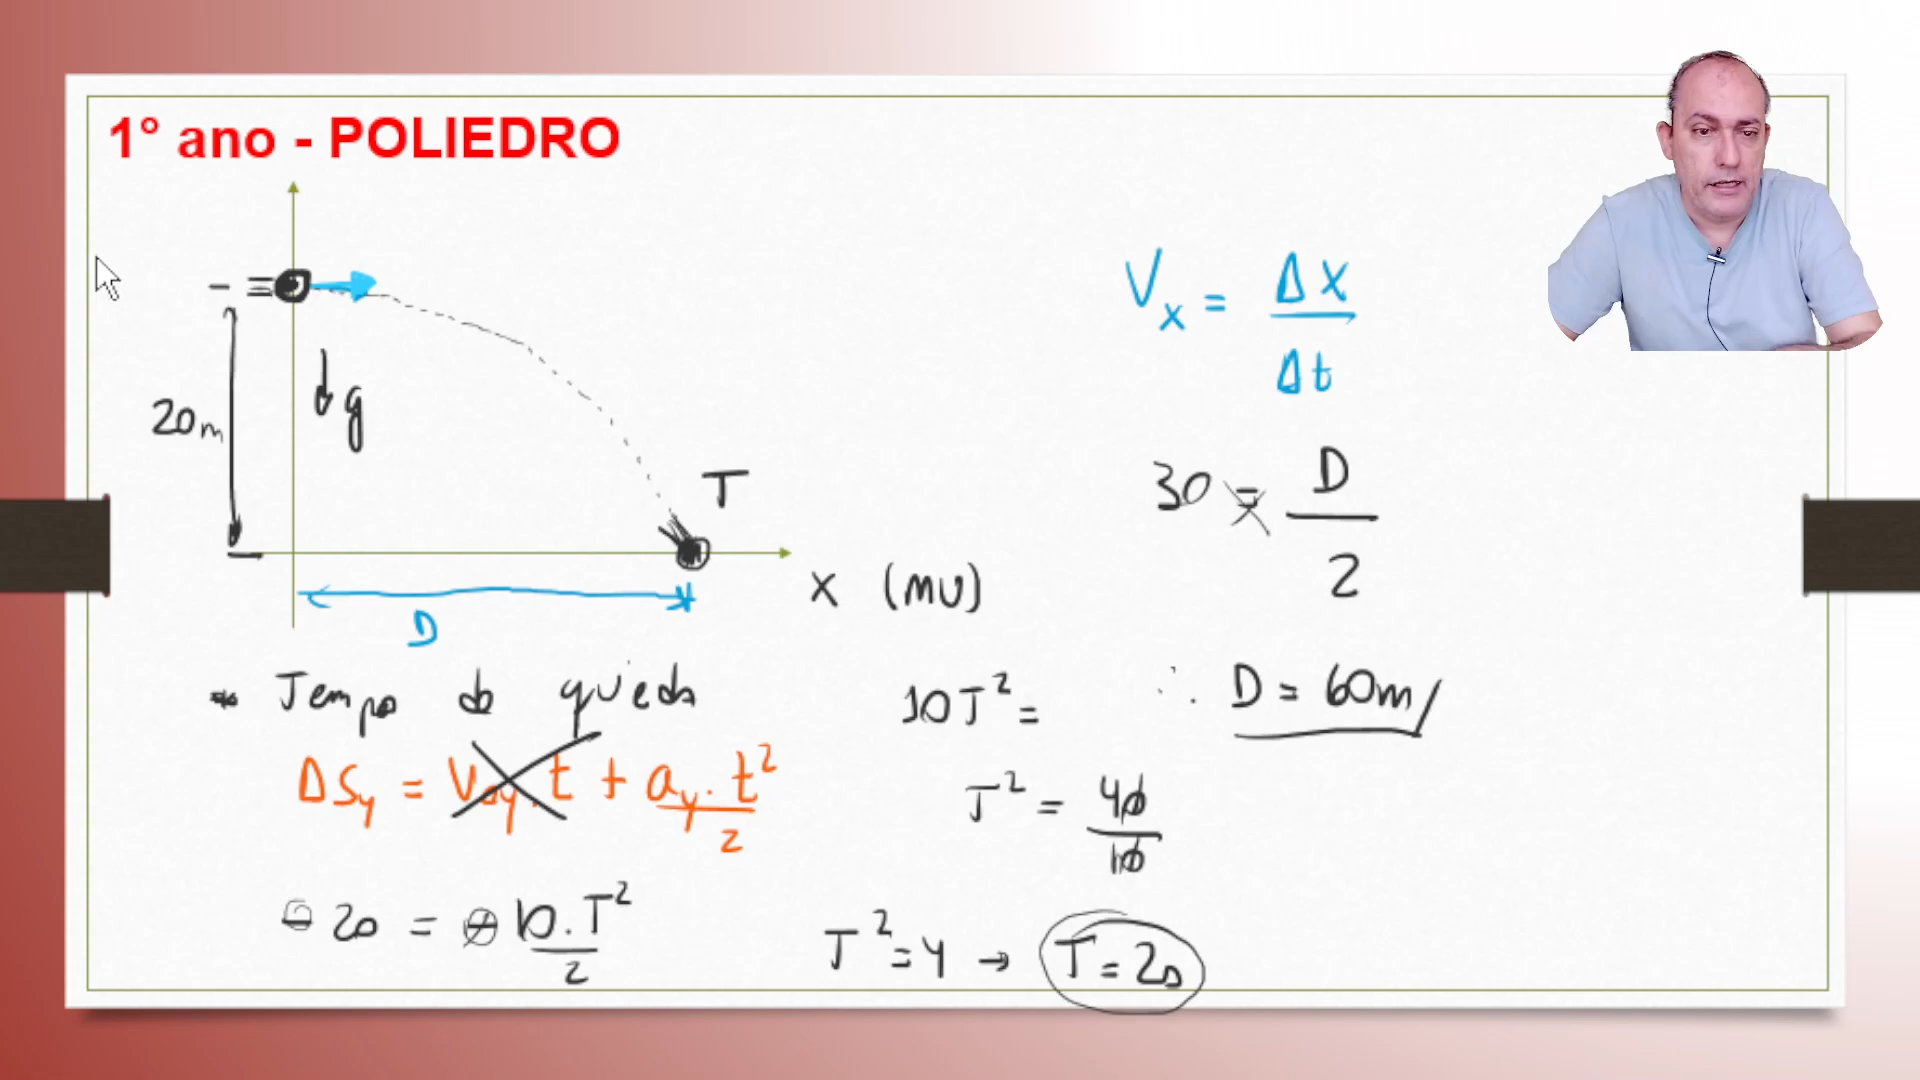 1° ano - POLIEDRO
20m
g
T
D
X (MU)
* Tempo de queda
ΔSy = Voy.t + ay.t²/2
- 20 = - 10.T²/2
10T² =
T² = 40/10
T² = 4 → T = 2s
Vx = ΔX/Δt
30 = D/2
∴ D = 60m/